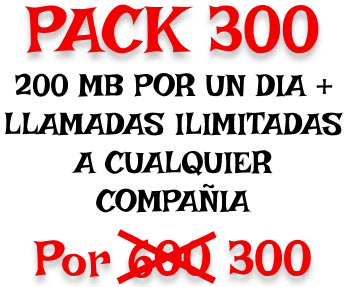 PACK 300
200 MB POR UN DIA +
LLAMADAS ILIMITADAS
A CUALQUIER
COMPAÑIA
Por 600 300